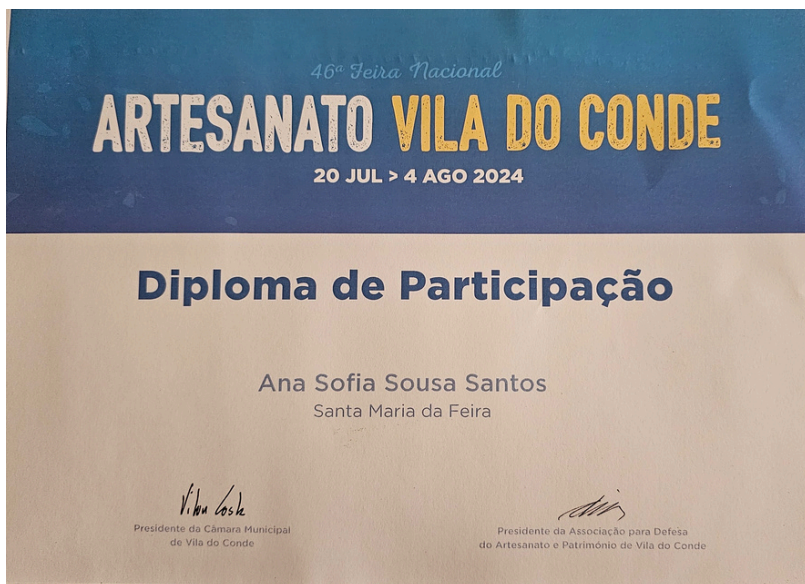 46ª Feira Nacional
ARTESANATO VILA DO CONDE
20 JUL > 4 AGO 2024
Diploma de Participação
Ana Sofia Sousa Santos
Santa Maria da Feira
Presidente da Câmara Municipal
de Vila do Conde
Presidente da Associação para Defesa
do Artesanato e Património de Vila do Conde